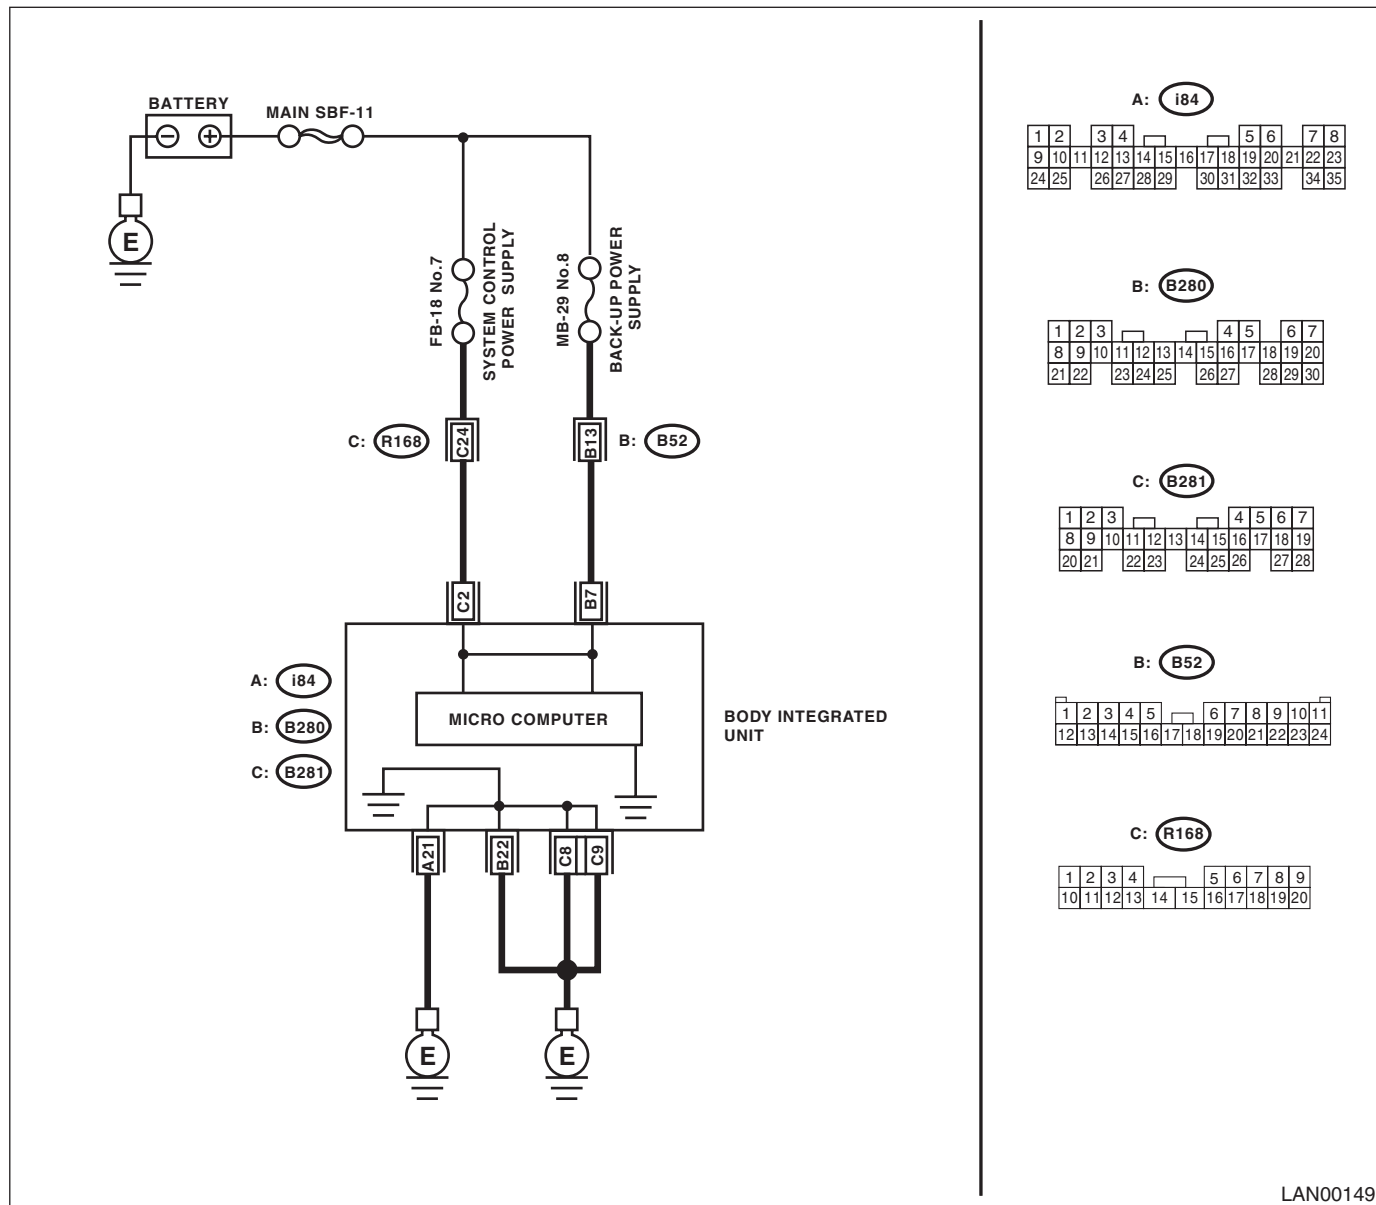 BATTERY
MAIN SBF-11
E
FB-18 No.7
SYSTEM CONTROL
POWER SUPPLY
MB-29 No.8
BACK-UP POWER
SUPPLY
C: R168
C24
B13
B: B52
C2
B7
A: i84
B: B280
C: B281
MICRO COMPUTER
BODY INTEGRATED
UNIT
A21
B22
C8
C9
E
E
A: i84
1 2 3 4 5 6 7 8
9 10 11 12 13 14 15 16 17 18 19 20 21 22 23
24 25 26 27 28 29 30 31 32 33 34 35
B: B280
1 2 3 4 5 6 7
8 9 10 11 12 13 14 15 16 17 18 19 20
21 22 23 24 25 26 27 28 29 30
C: B281
1 2 3 4 5 6 7
8 9 10 11 12 13 14 15 16 17 18 19
20 21 22 23 24 25 26 27 28
B: B52
1 2 3 4 5 6 7 8 9 10 11
12 13 14 15 16 17 18 19 20 21 22 23 24
C: R168
1 2 3 4 5 6 7 8 9
10 11 12 13 14 15 16 17 18 19 20
LAN00149